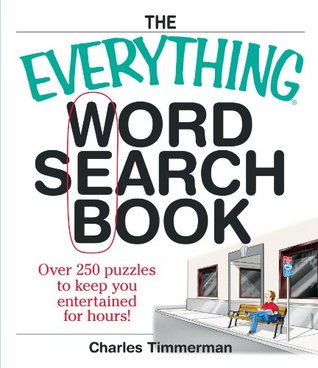 THE
EVERYTHING®
WORD
SEARCH
BOOK
Over 250 puzzles
to keep you
entertained
for hours!
Charles Timmerman